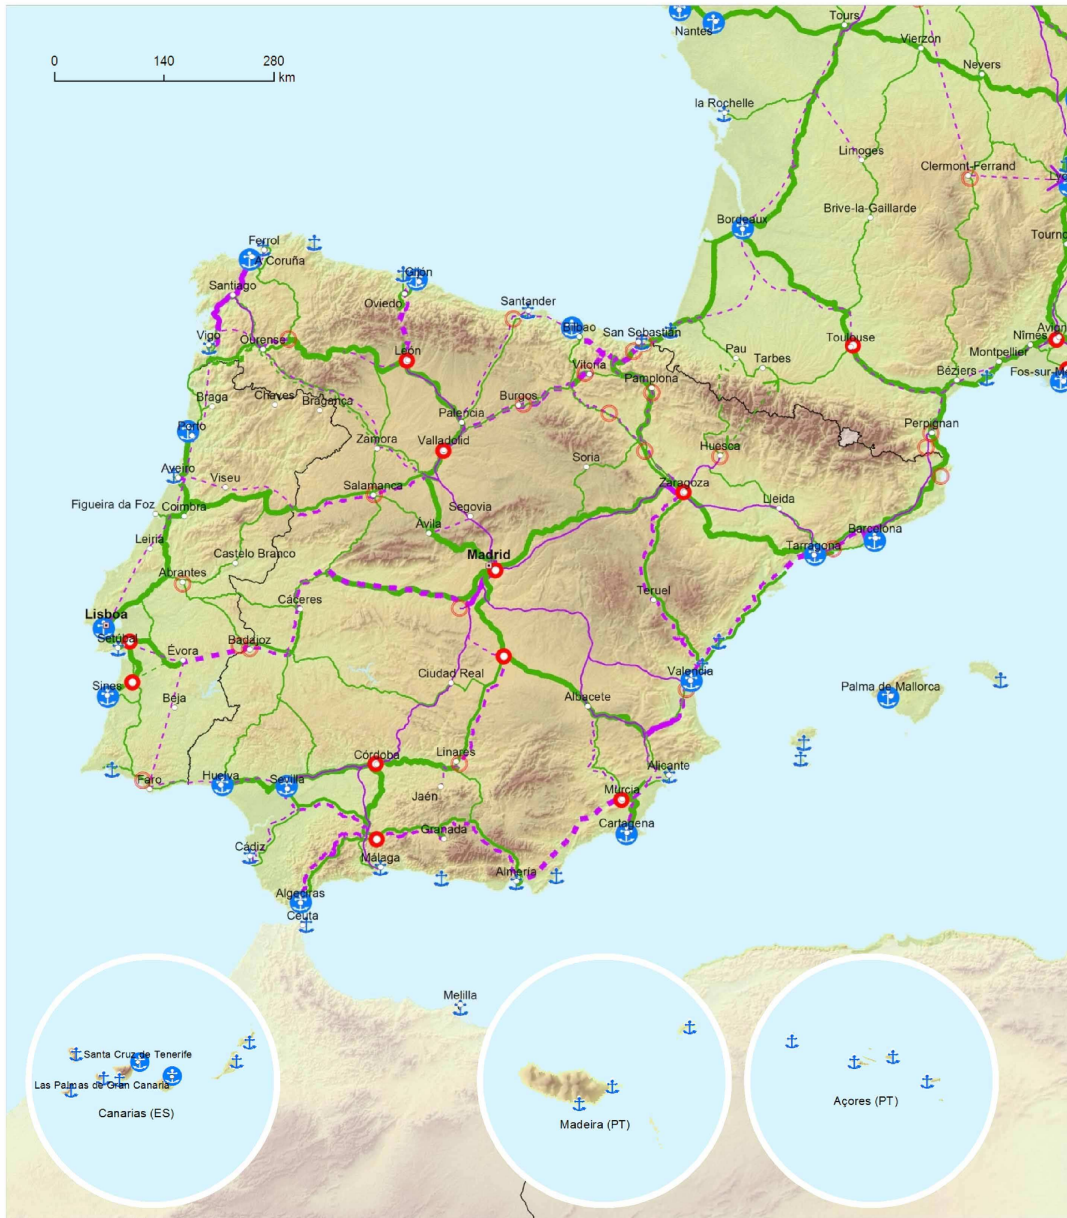 0 140 280
km
Tours
Nantes
Vierzon
Nevers
la Rochelle
Limoges
Clermont-Ferrand
Brive-la-Gaillarde
Bordeaux
Ferrol
A Coruña
Gijón
Santiago
Oviedo
Santander
Bilbao
San Sebastián
Vigo
Ourense
León
Vitoria
Pau
Tarbes
Toulouse
Nîmes
Montpellier
Béziers
Pamplona
Burgos
Braga
Chaves
Bragança
Palencia
Perpignan
Porto
Zamora
Valladolid
Huesca
Soria
Aveiro
Viseu
Salamanca
Zaragoza
Lleida
Figueira da Foz
Coimbra
Segovia
Ávila
Barcelona
Leiria
Castelo Branco
Madrid
Tarragona
Abrantes
Cáceres
Teruel
Lisboa
Setúbal
Évora
Badajoz
Ciudad Real
Valencia
Palma de Mallorca
Sines
Beja
Albacete
Córdoba
Linares
Alicante
Faro
Huelva
Sevilla
Jaén
Murcia
Granada
Cartagena
Cádiz
Málaga
Almería
Algeciras
Ceuta
Melilla
Santa Cruz de Tenerife
Las Palmas de Gran Canaria
Canarias (ES)
Madeira (PT)
Açores (PT)